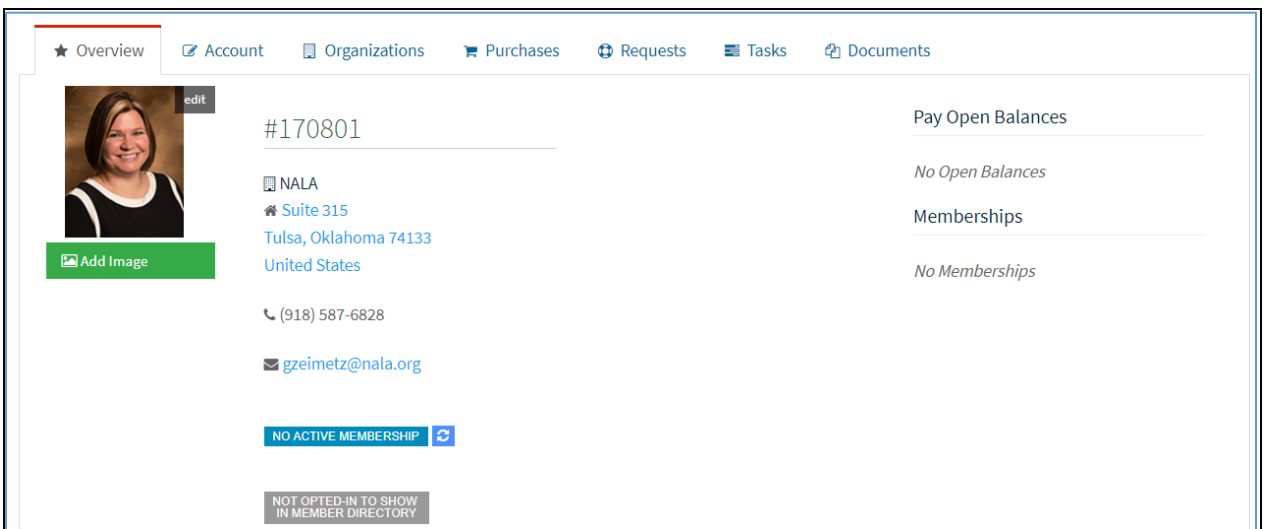 Overview
Account
Organizations
Purchases
Requests
Tasks
Documents
edit
Add Image
#170801
NALA
Suite 315
Tulsa, Oklahoma 74133
United States
(918) 587-6828
gzeimetz@nala.org
NO ACTIVE MEMBERSHIP
NOT OPTED-IN TO SHOW
IN MEMBER DIRECTORY
Pay Open Balances
No Open Balances
Memberships
No Memberships